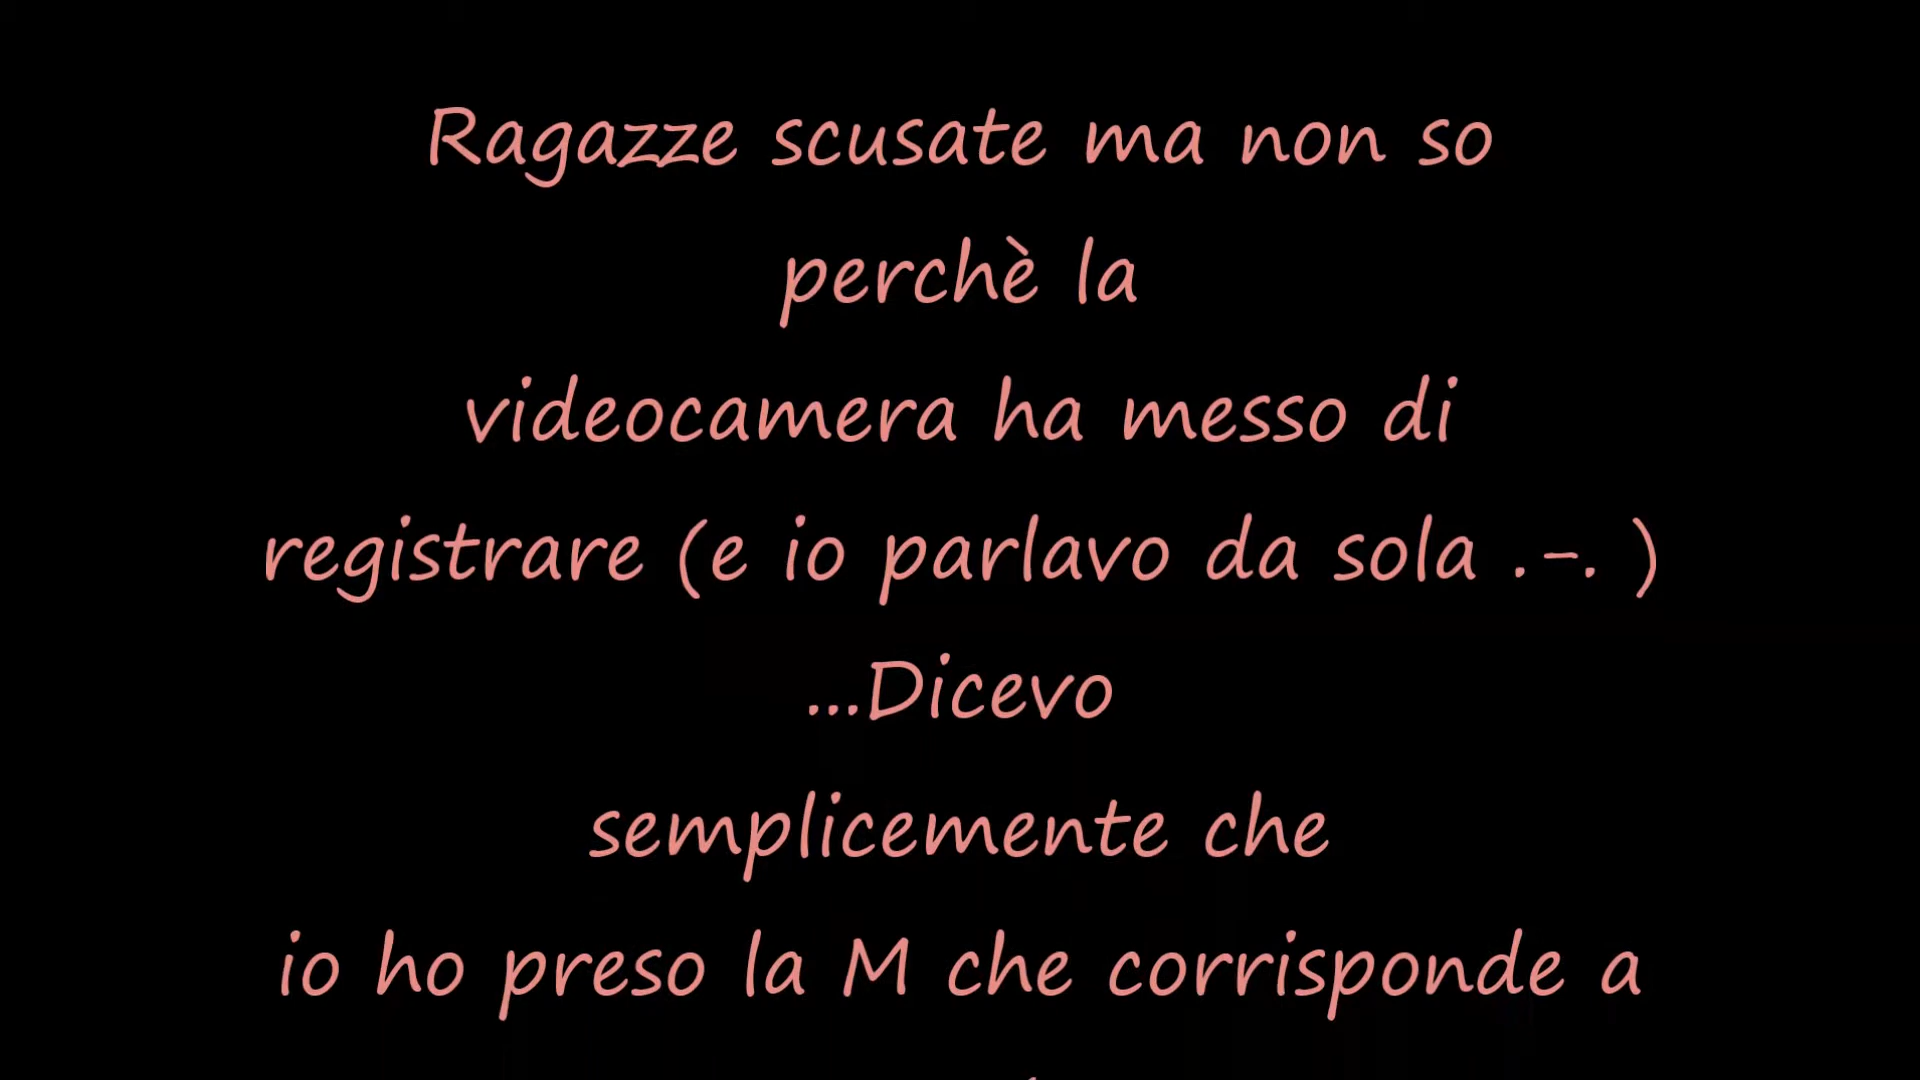 Ragazze scusate ma non so
perchè la
videocamera ha messo di
registrare (e io parlavo da sola .-. )
...Dicevo
semplicemente che
io ho preso la M che corrisponde a